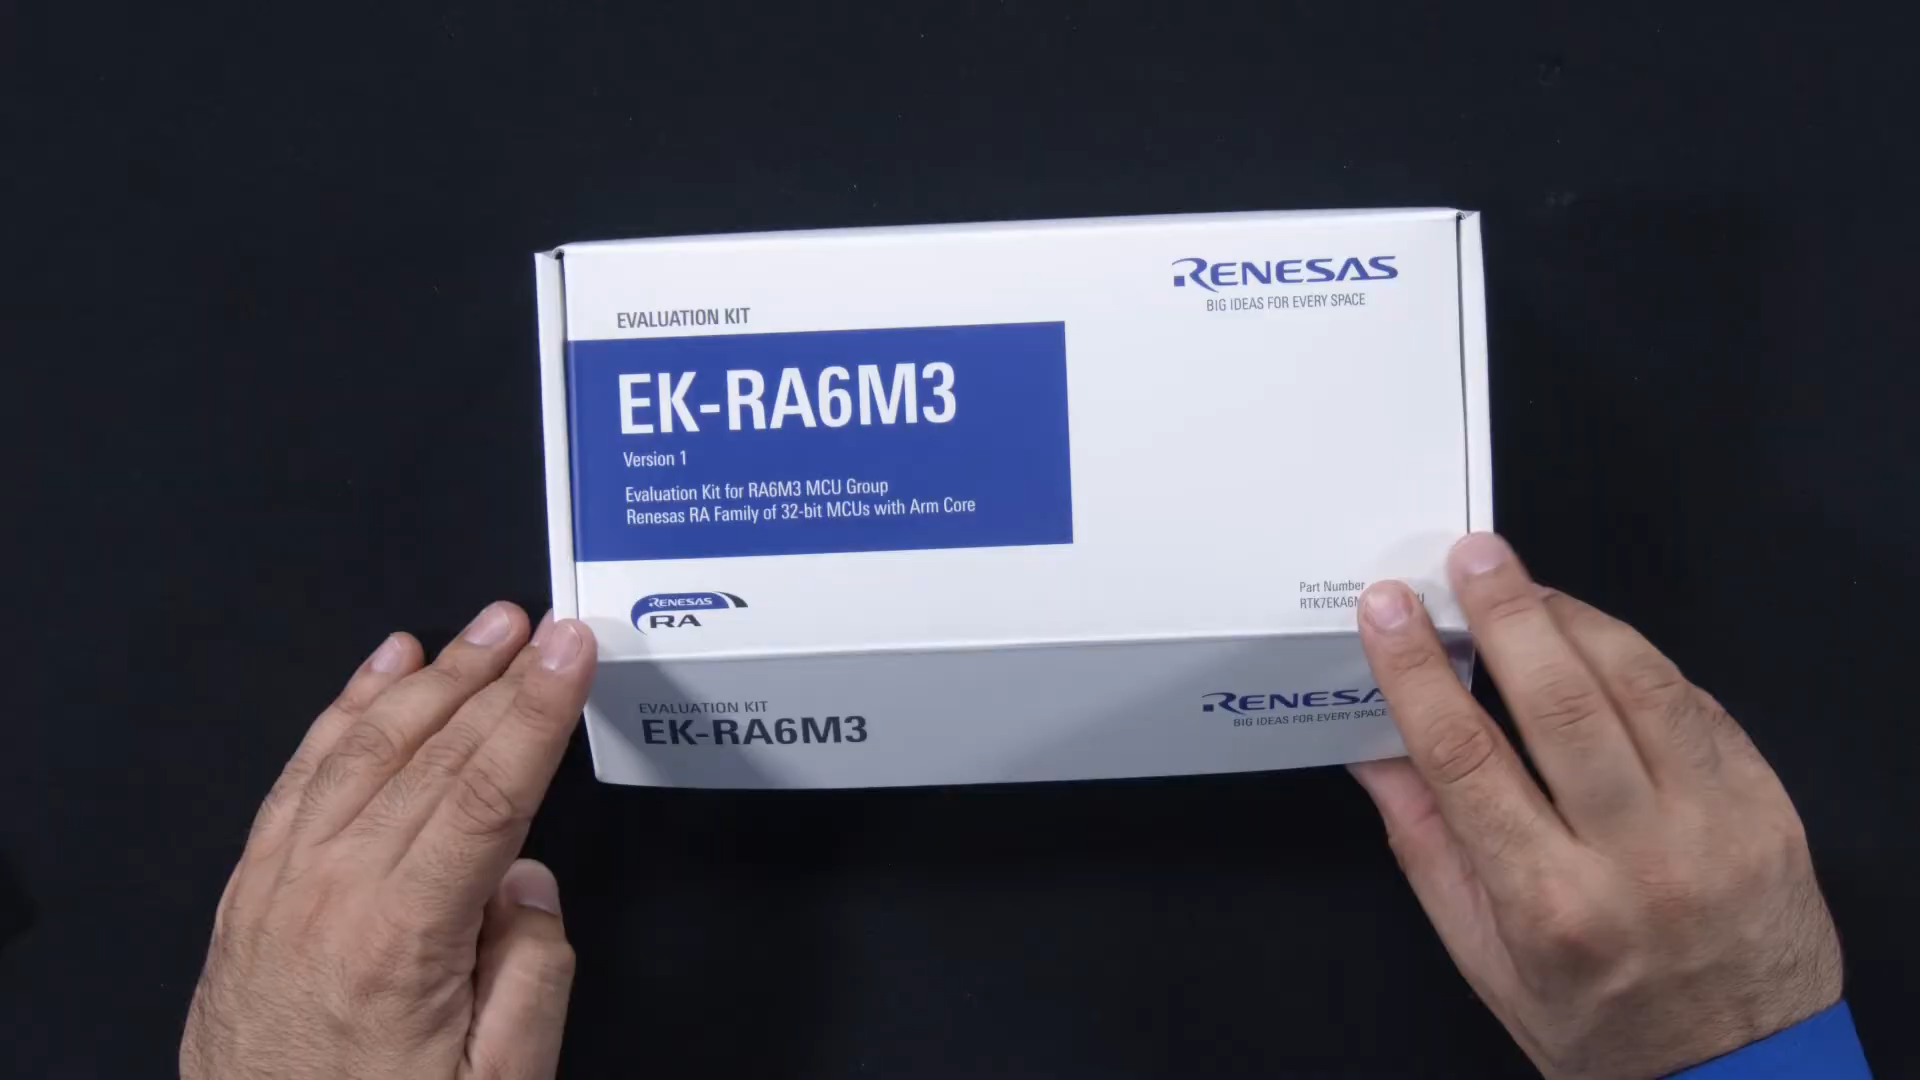 RENESAS
BIG IDEAS FOR EVERY SPACE
EVALUATION KIT
EK-RA6M3
Version 1
Evaluation Kit for RA6M3 MCU Group
Renesas RA Family of 32-bit MCUs with Arm Core
RENESAS
RA
Part Number
EVALUATION KIT
EK-RA6M3
BIG IDEAS FOR EVERY SPACE